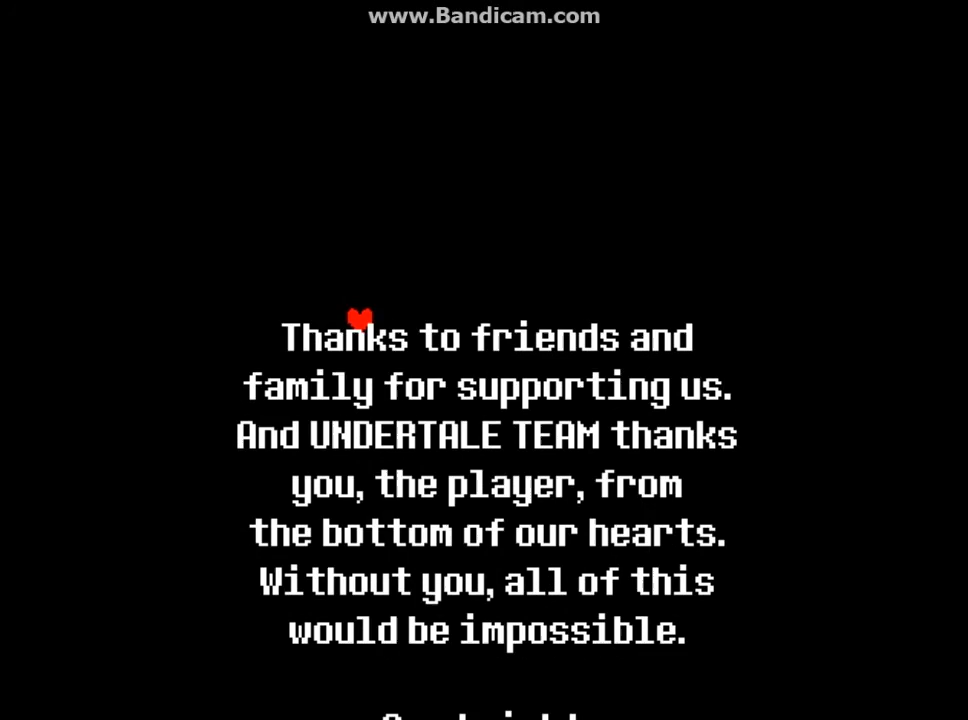 www.Bandicam.com
Thanks to friends and
family for supporting us.
And UNDERTALE TEAM thanks
you, the player, from
the bottom of our hearts.
Without you, all of this
would be impossible.